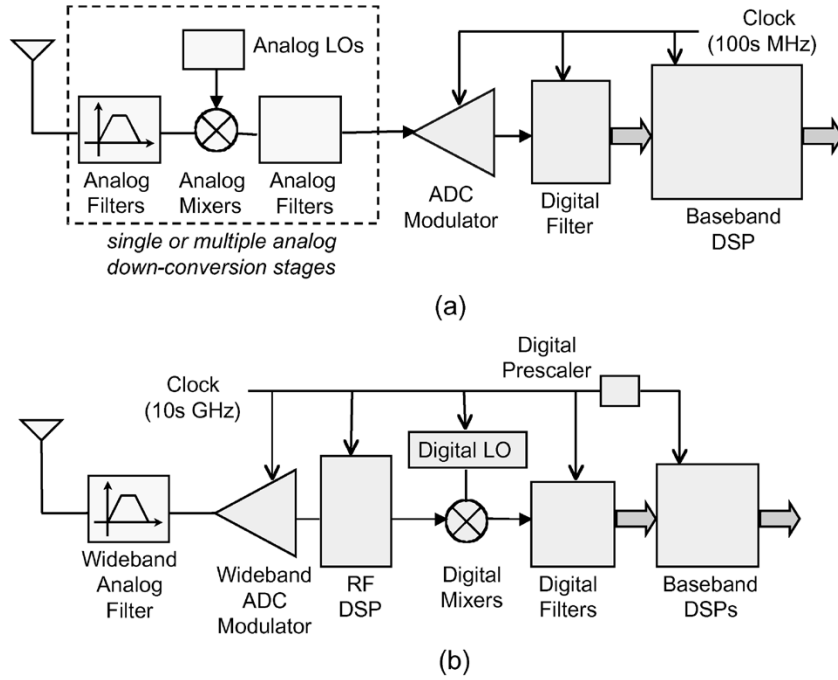 Analog LOs
Clock
(100s MHz)
Analog
Filters
Analog
Mixers
Analog
Filters
ADC
Modulator
Digital
Filter
Baseband
DSP
single or multiple analog
down-conversion stages
(a)
Digital
Prescaler
Clock
(10s GHz)
Digital LO
Wideband
Analog
Filter
Wideband
ADC
Modulator
RF
DSP
Digital
Mixers
Digital
Filters
Baseband
DSPs
(b)